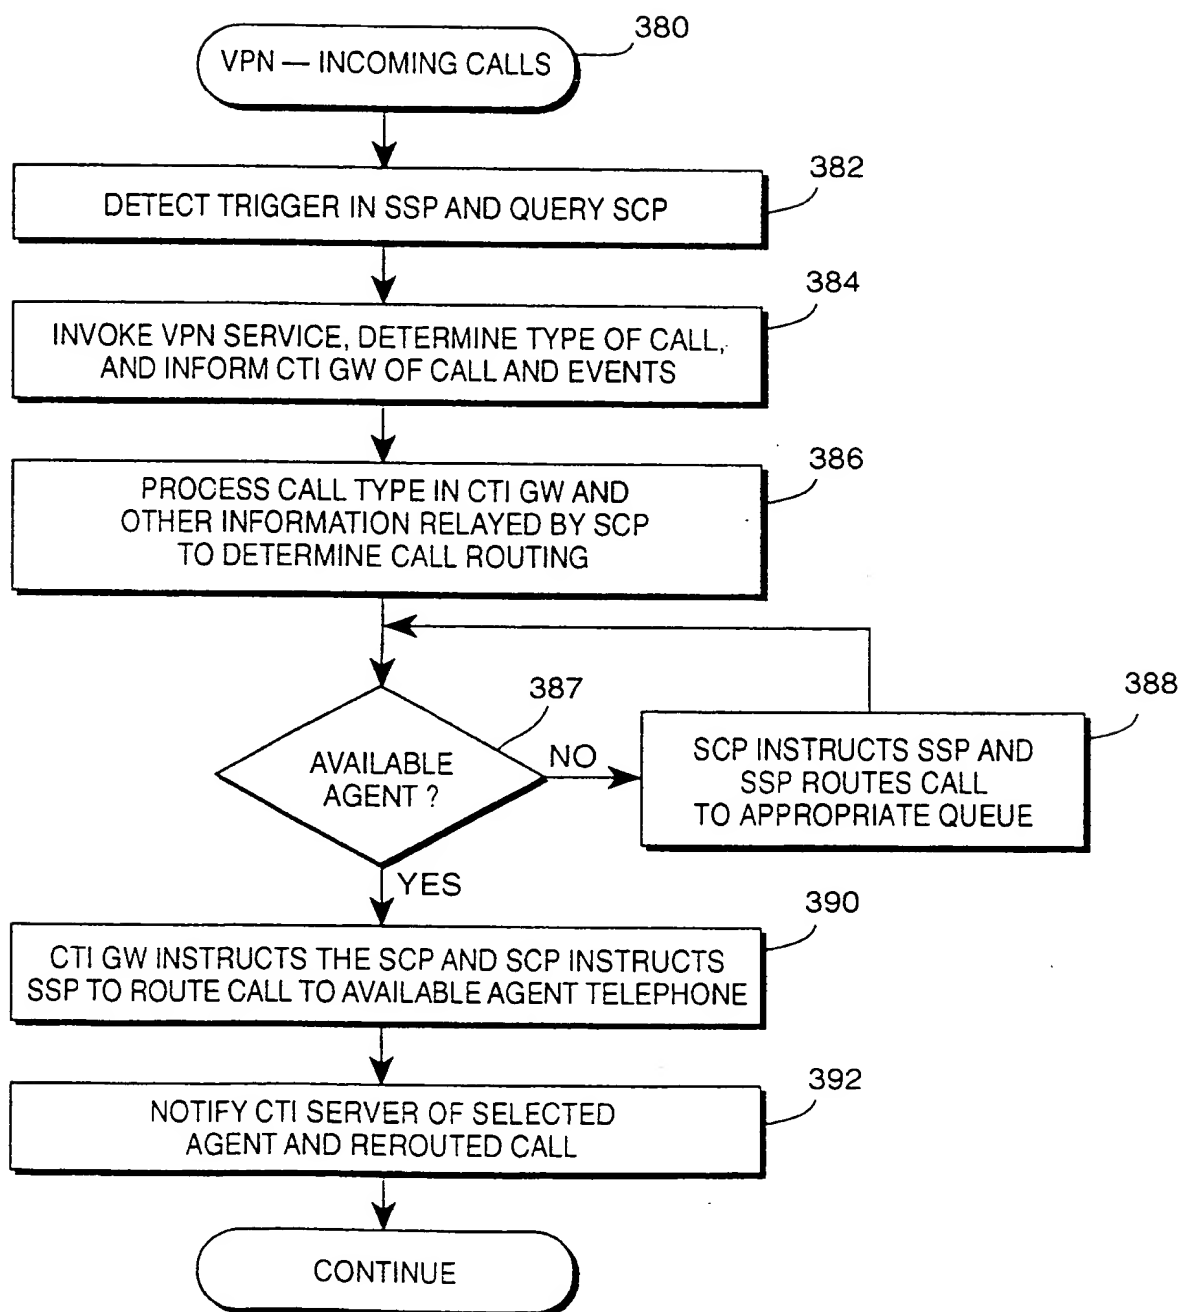 380
VPN — INCOMING CALLS
382
DETECT TRIGGER IN SSP AND QUERY SCP
384
INVOKE VPN SERVICE, DETERMINE TYPE OF CALL,
AND INFORM CTI GW OF CALL AND EVENTS
386
PROCESS CALL TYPE IN CTI GW AND
OTHER INFORMATION RELAYED BY SCP
TO DETERMINE CALL ROUTING
387
AVAILABLE
AGENT ?
NO
388
SCP INSTRUCTS SSP AND
SSP ROUTES CALL
TO APPROPRIATE QUEUE
YES
390
CTI GW INSTRUCTS THE SCP AND SCP INSTRUCTS
SSP TO ROUTE CALL TO AVAILABLE AGENT TELEPHONE
392
NOTIFY CTI SERVER OF SELECTED
AGENT AND REROUTED CALL
CONTINUE